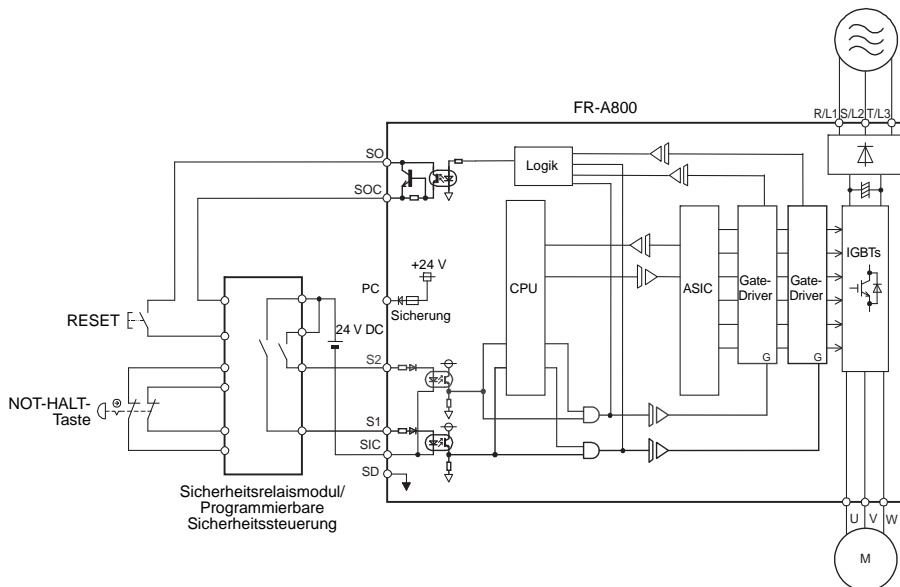 FR-A800
R/L1 S/L2 T/L3
SO
Logik
SOC
IGBTs
+24 V
CPU
ASIC
Gate-
Driver
Gate-
Driver
PC
Sicherung
RESET
24 V DC
S2
G
G
NOT-HALT-
Taste
S1
SIC
SD
Sicherheitsrelaismodul/
Programmierbare
Sicherheitssteuerung
U V W
M